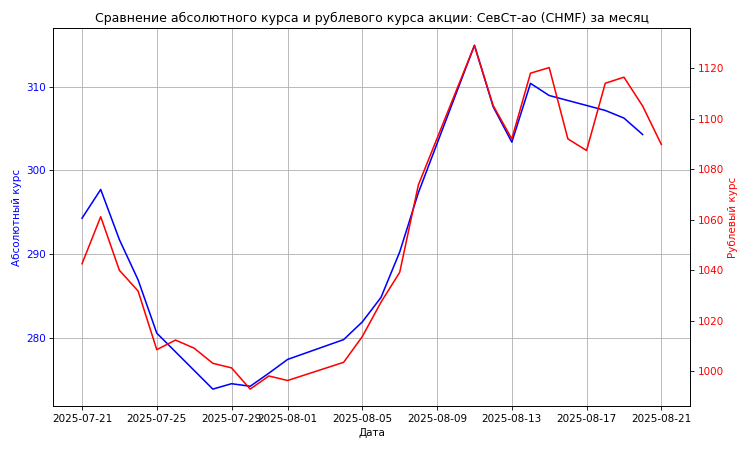 Сравнение абсолютного курса и рублевого курса акции: СевСт-ао (CHMF) за месяц
Абсолютный курс
310
300
290
280
1120
1100
1080
1060
1040
1020
1000
Рублевый курс
2025-07-21 2025-07-25 2025-07-29 2025-08-01 2025-08-05 2025-08-09 2025-08-13 2025-08-17 2025-08-21
Дата